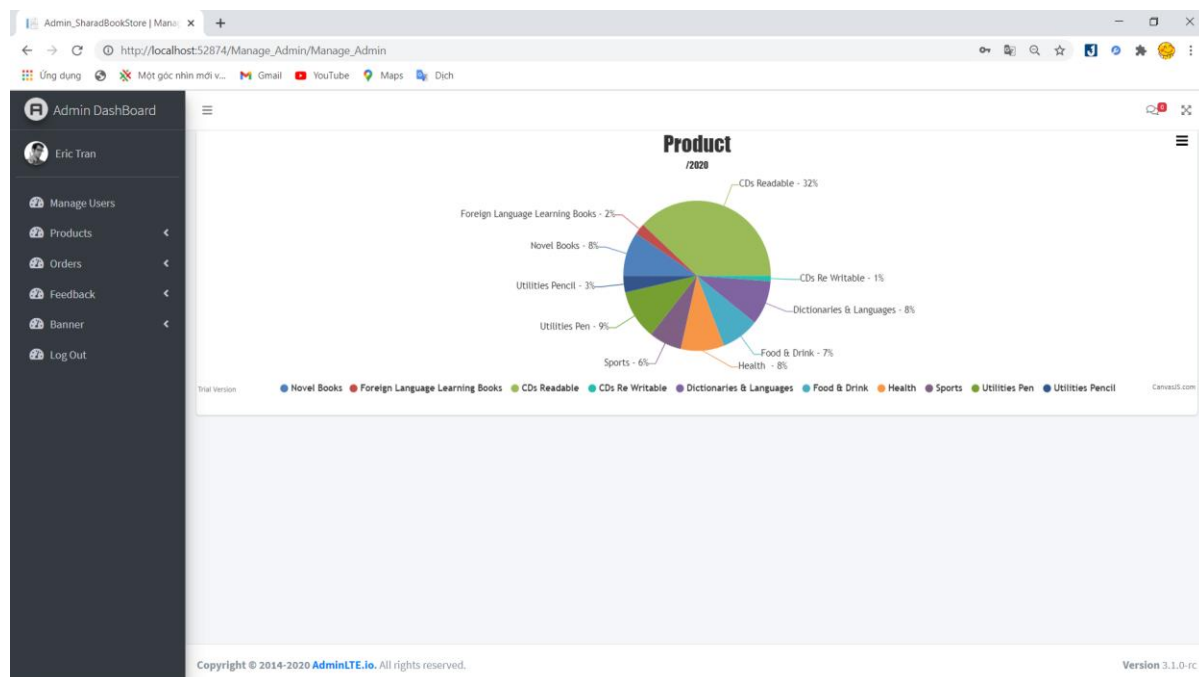 Admin_SharadBookStore | Mana
http://localhost:52874/Manage_Admin/Manage_Admin
Ứng dụng Một góc nhìn mới v... Gmail YouTube Maps Dịch
Admin DashBoard
0
Eric Tran
Manage Users
Products
Orders
Feedback
Banner
Log Out
Product
/2020
CDs Readable - 32%
Foreign Language Learning Books - 2%
Novel Books - 8%
CDs Re Writable - 1%
Utilities Pencil - 3%
Dictionaries & Languages - 8%
Utilities Pen - 9%
Food & Drink - 7%
Sports - 6%
Health - 8%
Trial Version Novel Books Foreign Language Learning Books CDs Readable CDs Re Writable Dictionaries & Languages Food & Drink Health Sports Utilities Pen Utilities Pencil CanvasJS.com
Copyright © 2014-2020 AdminLTE.io. All rights reserved. Version 3.1.0-rc